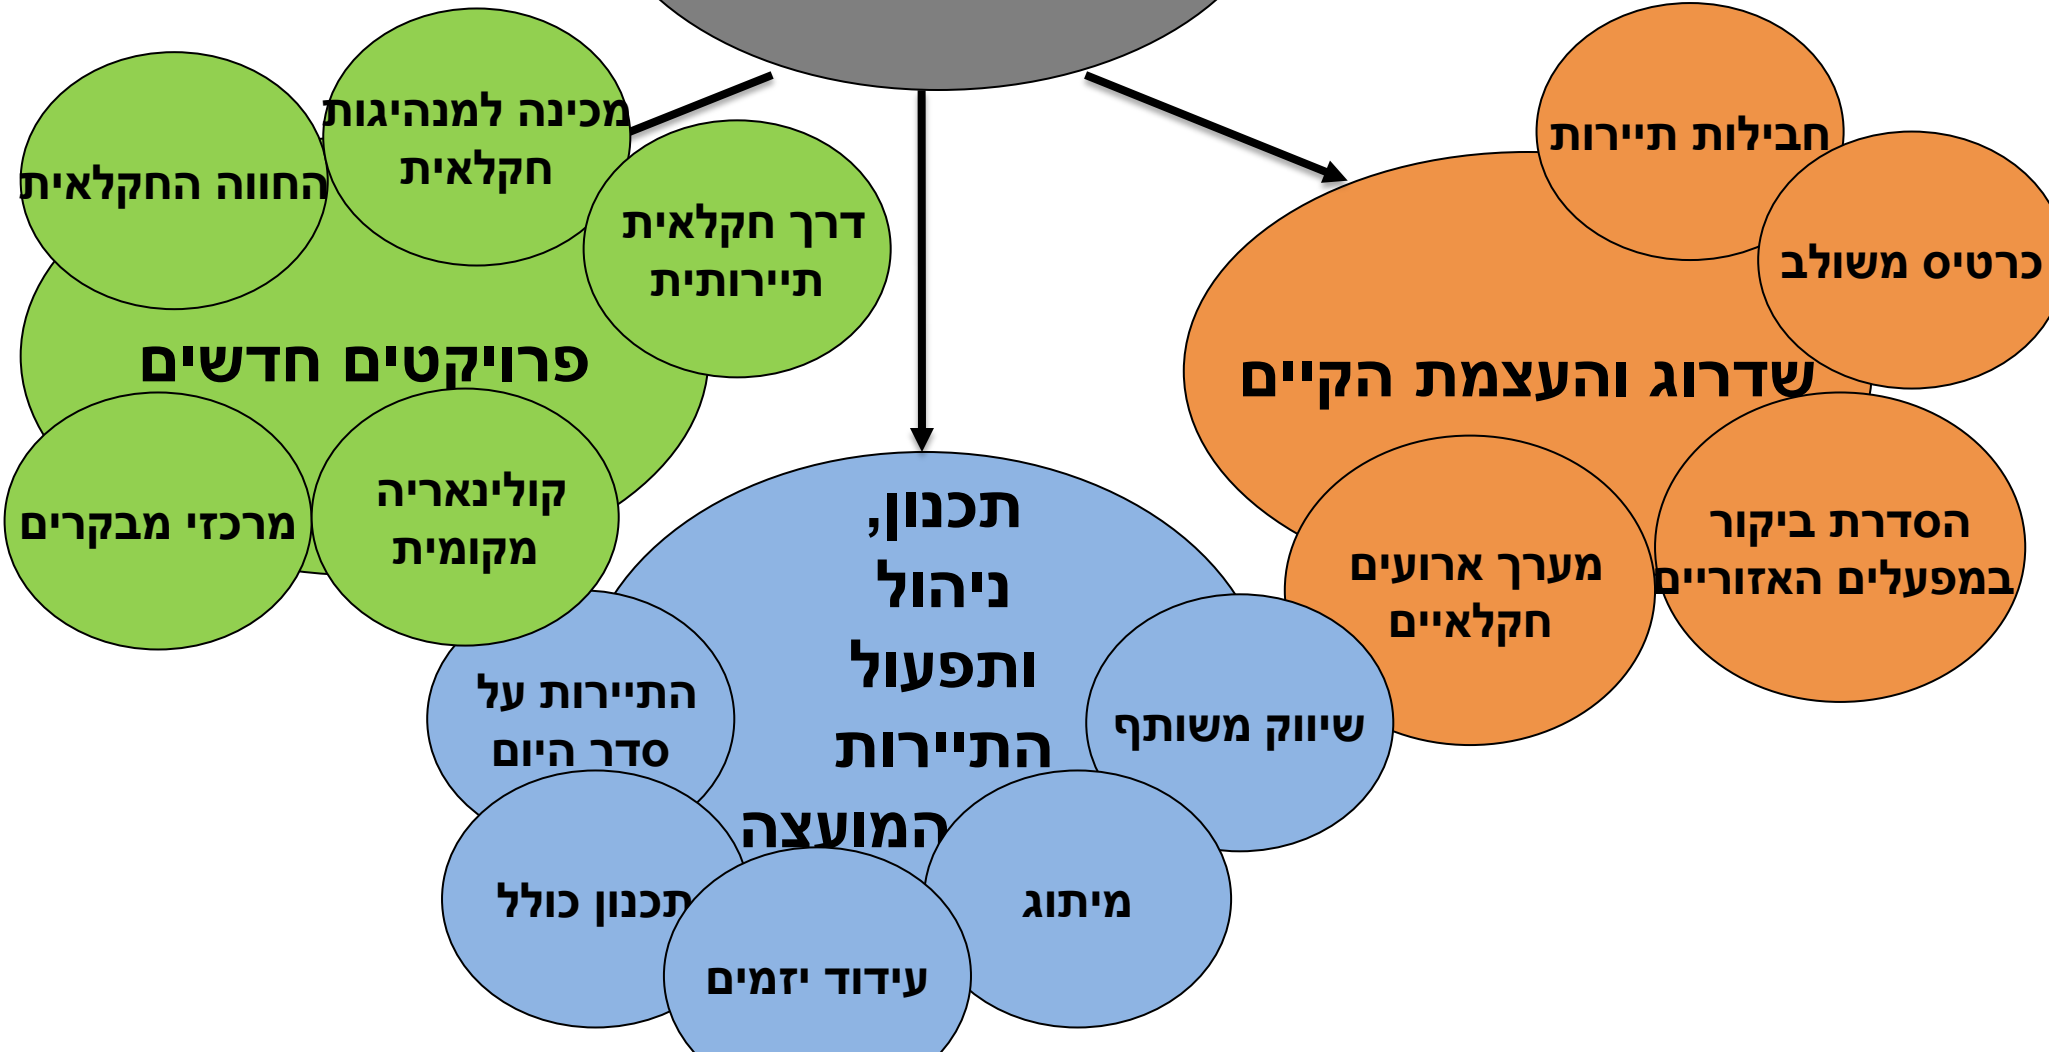 חבילות תיירות
כרטיס משולב
שדרוג והעצמת הקיים
הסדרת ביקור
במפעלים האזוריים
מערך ארועים
חקלאיים
מכינה למנהיגות
חקלאית
החווה החקלאית
דרך חקלאית
תיירותית
פרויקטים חדשים
קולינאריה
מקומית
מרכזי מבקרים
תכנון,
ניהול
ותפעול
התיירות
המועצה
שיווק משותף
התיירות על
סדר היום
מיתוג
תכנון כולל
עידוד יזמים